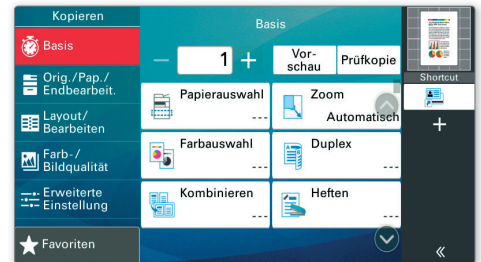 Kopieren
Basis
Orig./Pap./
Endbearbeit.
Layout/
Bearbeiten
Farb-/
Bildqualität
Erweiterte
Einstellung
Favoriten
Basis
1
Vor-
schau
Prüfkopie
Papierauswahl
---
Zoom
Automatisch
Farbauswahl
---
Duplex
---
Kombinieren
---
Heften
---
Shortcut